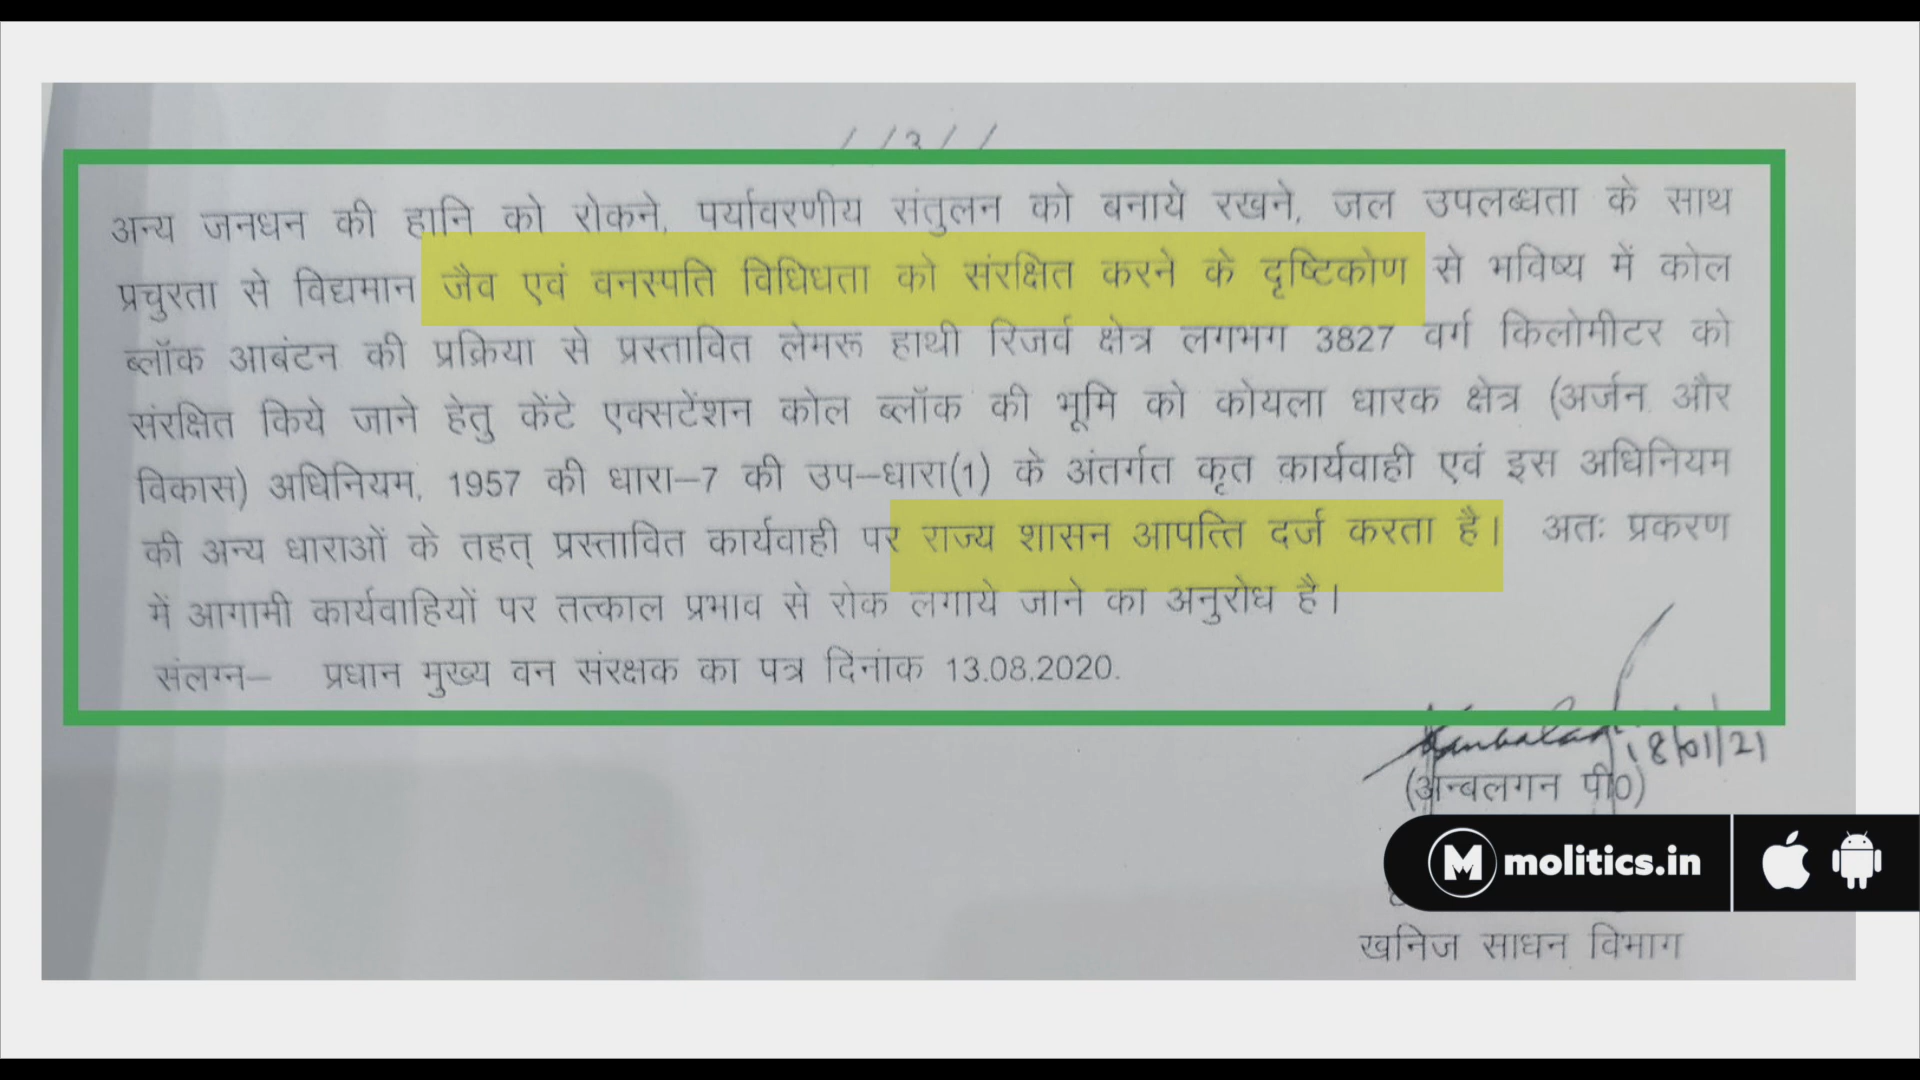 //3//
अन्य जनधन की हानि को रोकने, पर्यावरणीय संतुलन को बनाये रखने, जल उपलब्धता के साथ
प्रचुरता से विद्यमान जैव एवं वनस्पति विधिधता को संरक्षित करने के दृष्टिकोण से भविष्य में कोल
ब्लॉक आबंटन की प्रक्रिया से प्रस्तावित लेमरू हाथी रिजर्व क्षेत्र लगभग 3827 वर्ग किलोमीटर को
संरक्षित किये जाने हेतु केंटे एक्सटेंशन कोल ब्लॉक की भूमि को कोयला धारक क्षेत्र (अर्जन और
विकास) अधिनियम, 1957 की धारा–7 की उप–धारा(1) के अंतर्गत कृत कार्यवाही एवं इस अधिनियम
की अन्य धाराओं के तहत् प्रस्तावित कार्यवाही पर राज्य शासन आपत्ति दर्ज करता है। अतः प्रकरण
में आगामी कार्यवाहियों पर तत्काल प्रभाव से रोक लगाये जाने का अनुरोध है।
संलग्न– प्रधान मुख्य वन संरक्षक का पत्र दिनांक 13.08.2020.
18/01/21
(अन्बलगन पी0)
M molitics.in
खनिज साधन विभाग